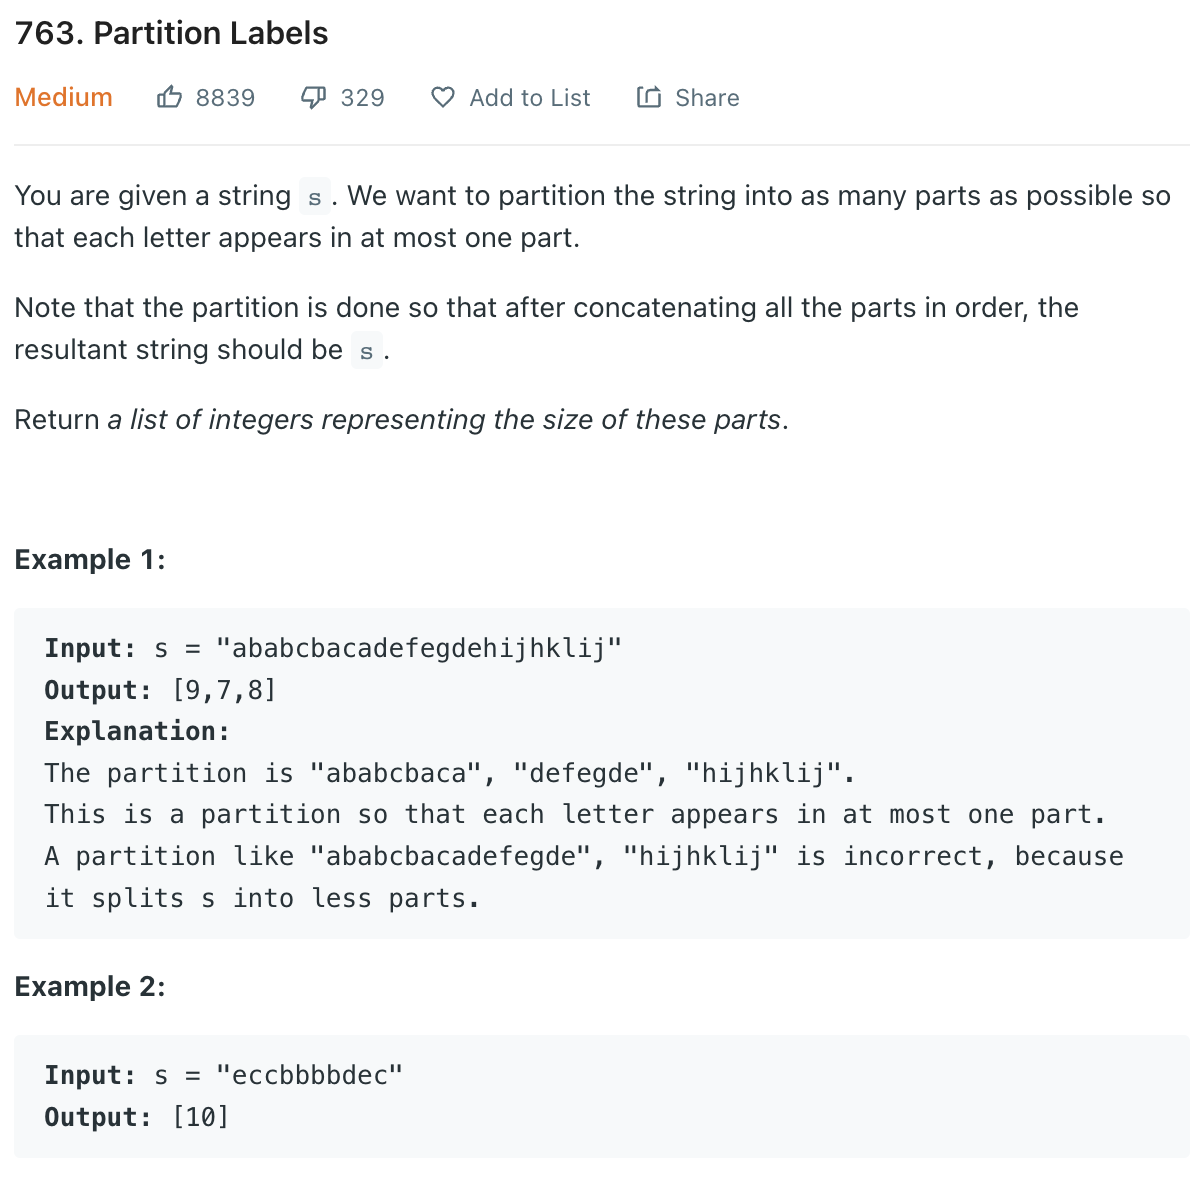 763. Partition Labels
Medium 8839 329 Add to List Share
You are given a string s. We want to partition the string into as many parts as possible so
that each letter appears in at most one part.
Note that the partition is done so that after concatenating all the parts in order, the
resultant string should be s.
Return a list of integers representing the size of these parts.
Example 1:
Input: s = "ababcbacadefegdehijhklij"
Output: [9,7,8]
Explanation:
The partition is "ababcbaca", "defegde", "hijhklij".
This is a partition so that each letter appears in at most one part.
A partition like "ababcbacadefegde", "hijhklij" is incorrect, because
it splits s into less parts.
Example 2:
Input: s = "eccbbbbdec"
Output: [10]